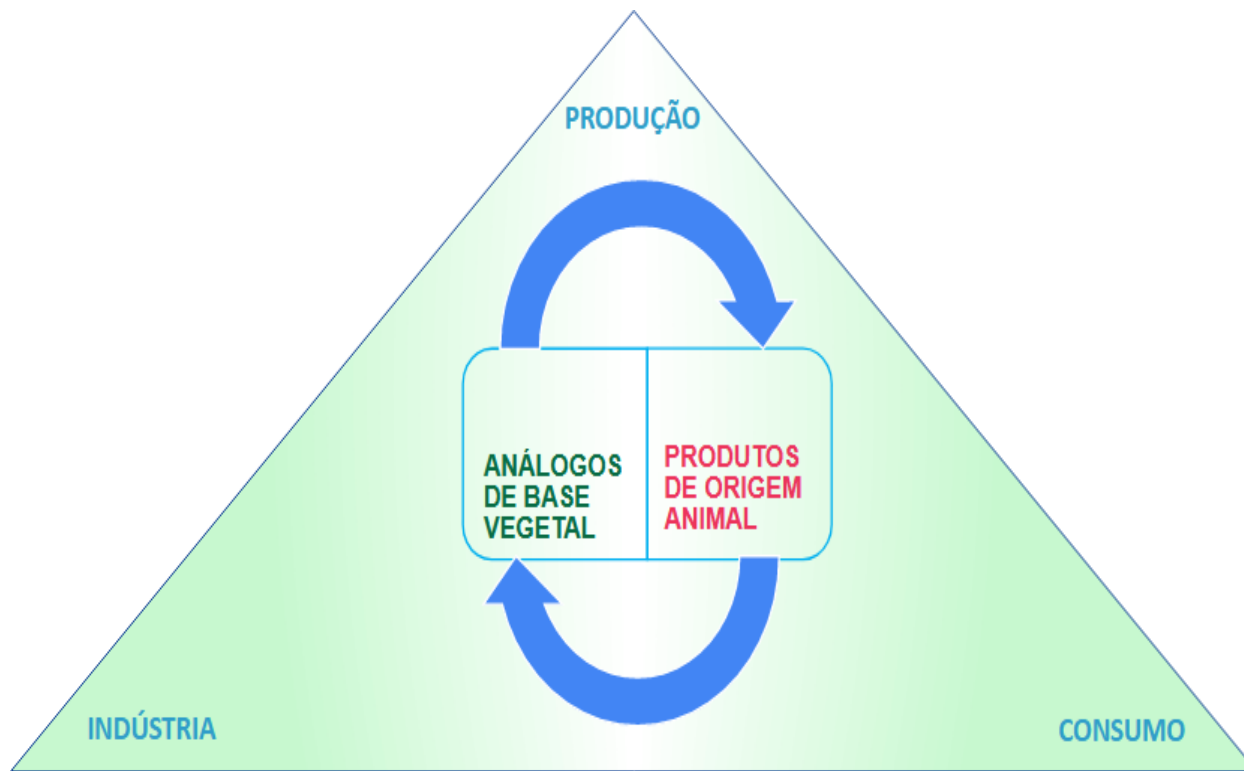 PRODUÇÃO
ANÁLOGOS
DE BASE
VEGETAL
PRODUTOS
DE ORIGEM
ANIMAL
INDÚSTRIA
CONSUMO